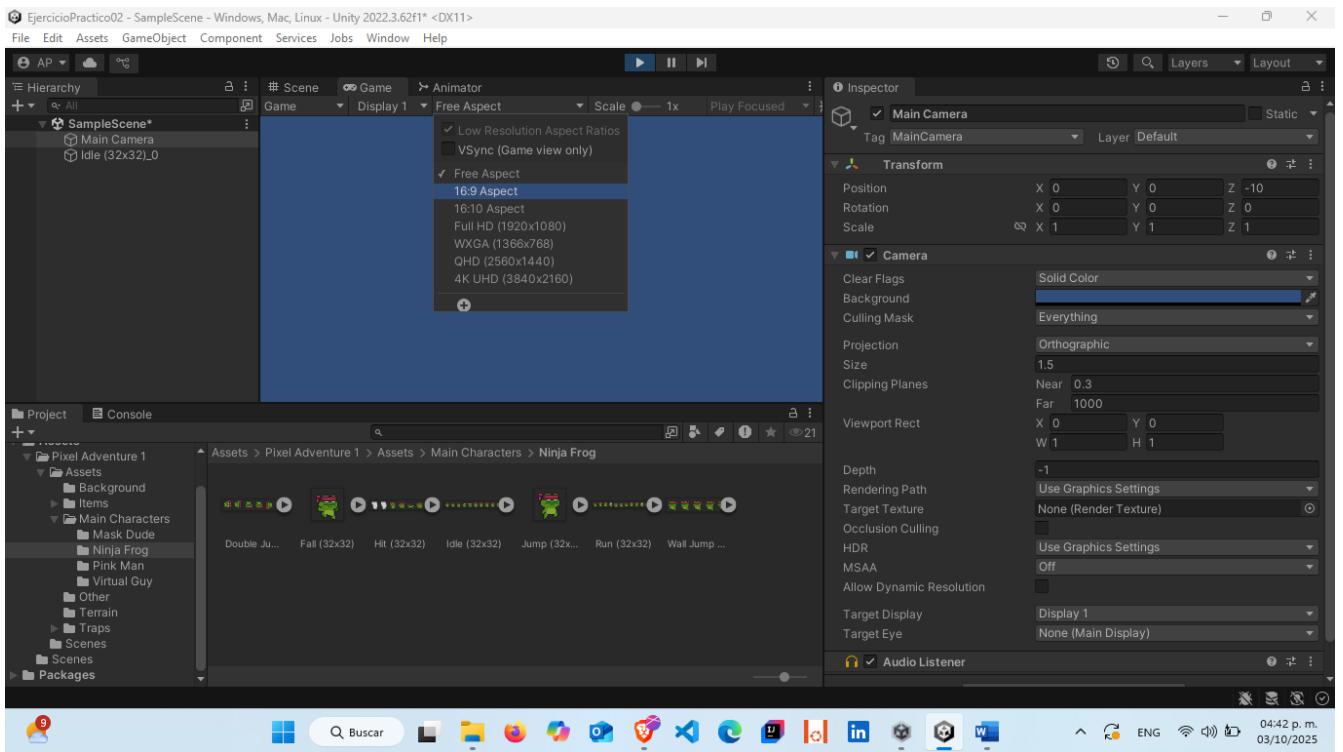 EjercicioPractico02 - SampleScene - Windows, Mac, Linux - Unity 2022.3.62f1* <DX11>
File Edit Assets GameObject Component Services Jobs Window Help
AP
Layers
Layout
Hierarchy
All
SampleScene*
Main Camera
Idle (32x32)_0
Scene
Game
Animator
Game
Display 1
Free Aspect
Scale
1x
Play Focused
Low Resolution Aspect Ratios
VSync (Game view only)
Free Aspect
16:9 Aspect
16:10 Aspect
Full HD (1920x1080)
WXGA (1366x768)
QHD (2560x1440)
4K UHD (3840x2160)
Inspector
Main Camera
Static
Tag MainCamera
Layer Default
Transform
Position X 0 Y 0 Z -10
Rotation X 0 Y 0 Z 0
Scale X 1 Y 1 Z 1
Camera
Clear Flags Solid Color
Background
Culling Mask Everything
Projection Orthographic
Size 1.5
Clipping Planes Near 0.3
Far 1000
Viewport Rect X 0 Y 0
W 1 H 1
Depth -1
Rendering Path Use Graphics Settings
Target Texture None (Render Texture)
Occlusion Culling
HDR Use Graphics Settings
MSAA Off
Allow Dynamic Resolution
Target Display Display 1
Target Eye None (Main Display)
Audio Listener
Project
Console
21
Pixel Adventure 1
Assets
Background
Items
Main Characters
Mask Dude
Ninja Frog
Pink Man
Virtual Guy
Other
Terrain
Traps
Scenes
Scenes
Packages
Assets > Pixel Adventure 1 > Assets > Main Characters > Ninja Frog
Double Ju...
Fall (32x32)
Hit (32x32)
Idle (32x32)
Jump (32x...
Run (32x32)
Wall Jump ...
9
Buscar
ENG
04:42 p. m.
03/10/2025